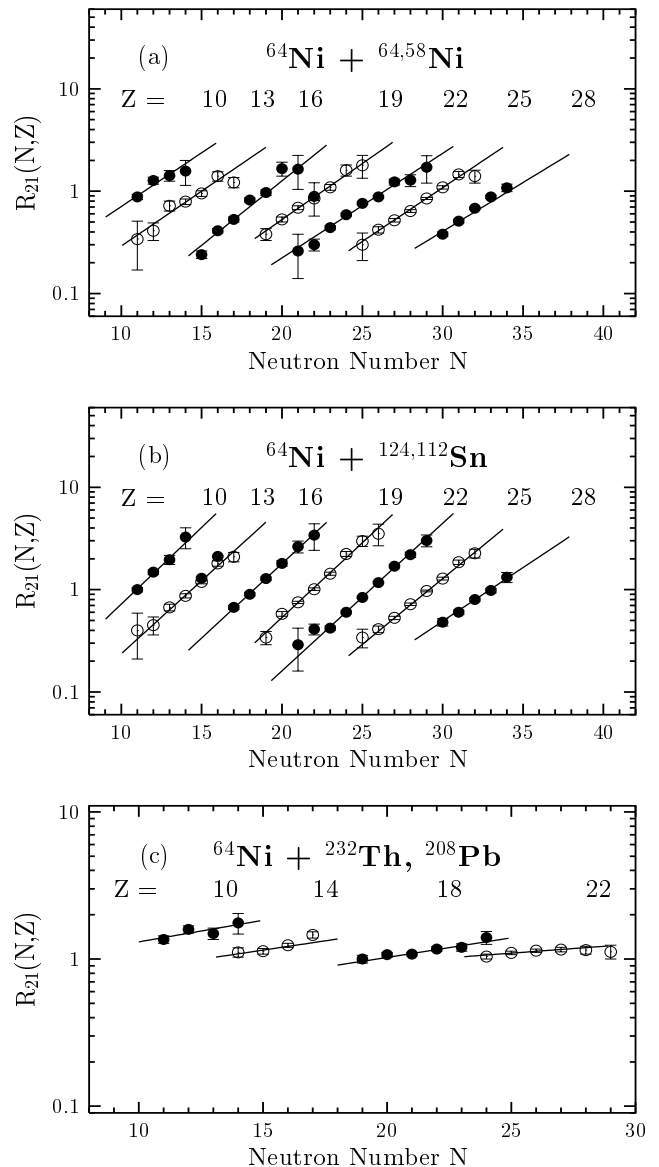 (a) ⁶⁴Ni + ⁶⁴,⁵⁸Ni
Z = 10 13 16 19 22 25 28
R₂₁(N,Z)
10
1
0.1
10 15 20 25 30 35 40
Neutron Number N
(b) ⁶⁴Ni + ¹²⁴,¹¹²Sn
Z = 10 13 16 19 22 25 28
R₂₁(N,Z)
10
1
0.1
10 15 20 25 30 35 40
Neutron Number N
(c) ⁶⁴Ni + ²³²Th, ²⁰⁸Pb
Z = 10 14 18 22
R₂₁(N,Z)
10
1
0.1
10 15 20 25 30
Neutron Number N